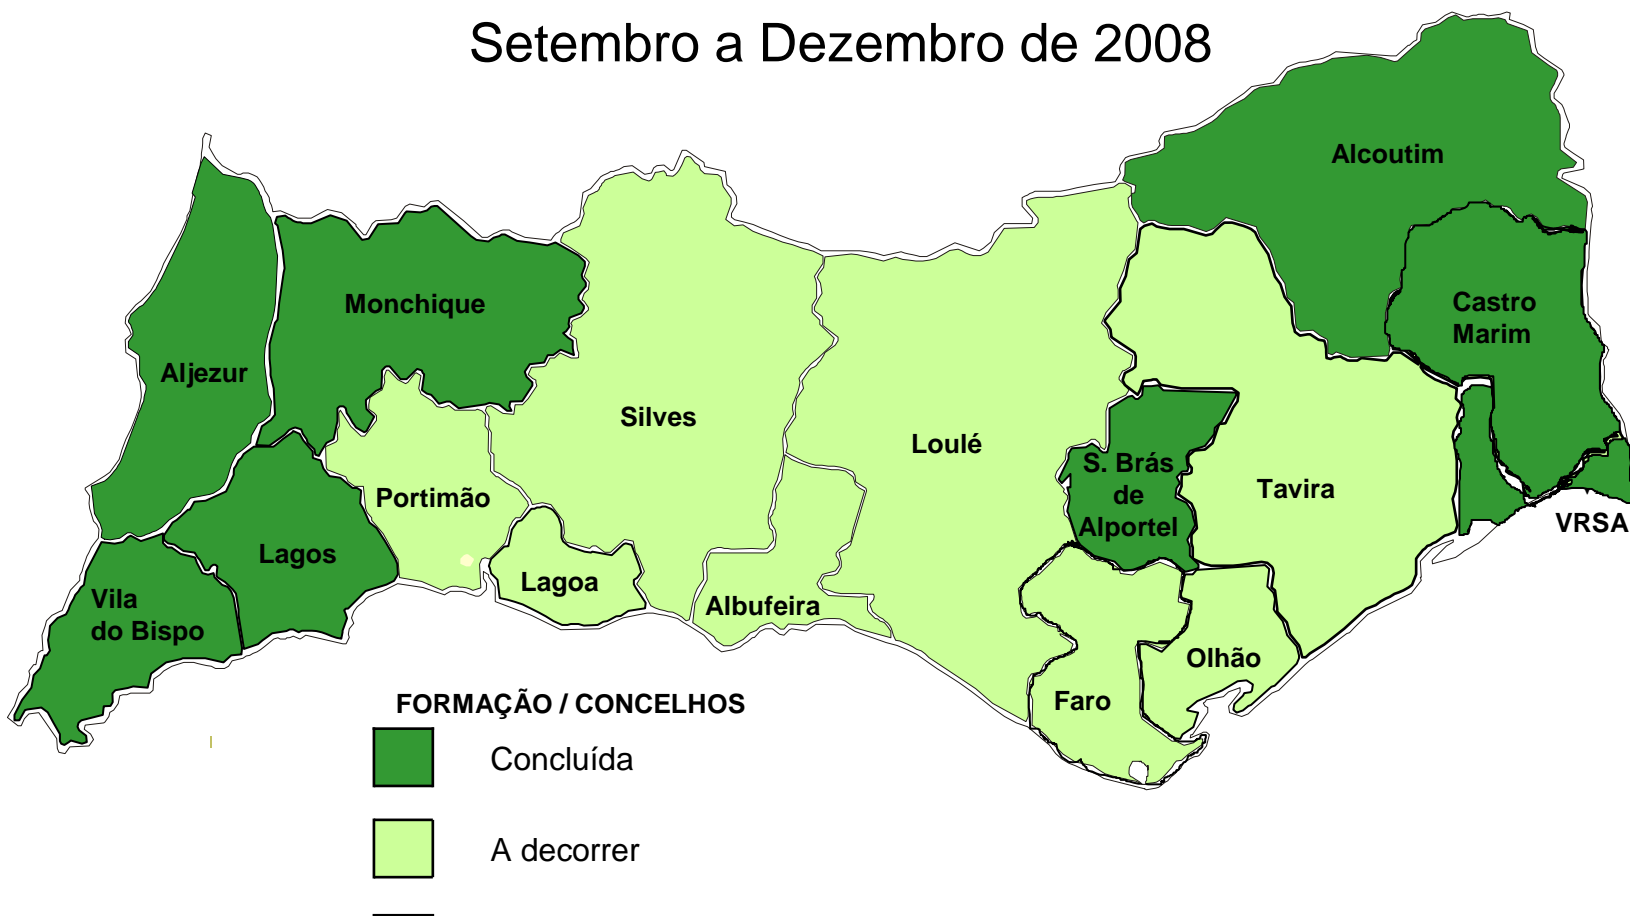 Setembro a Dezembro de 2008
Alcoutim
Monchique
Castro
Marim
Aljezur
Silves
Loulé
S. Brás
de
Alportel
Portimão
Tavira
VRSA
Lagos
Lagoa
Albufeira
Vila
do Bispo
Olhão
Faro
FORMAÇÃO / CONCELHOS
Concluída
A decorrer